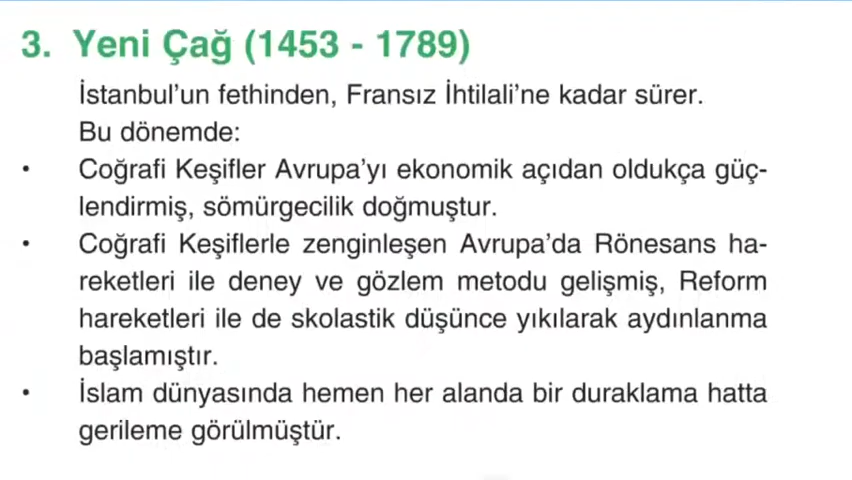 3. Yeni Çağ (1453 - 1789)
İstanbul'un fethinden, Fransız İhtilali'ne kadar sürer.
Bu dönemde:
• Coğrafi Keşifler Avrupa'yı ekonomik açıdan oldukça güç-
lendirmiş, sömürgecilik doğmuştur.
• Coğrafi Keşiflerle zenginleşen Avrupa'da Rönesans ha-
reketleri ile deney ve gözlem metodu gelişmiş, Reform
hareketleri ile de skolastik düşünce yıkılarak aydınlanma
başlamıştır.
• İslam dünyasında hemen her alanda bir duraklama hatta
gerileme görülmüştür.